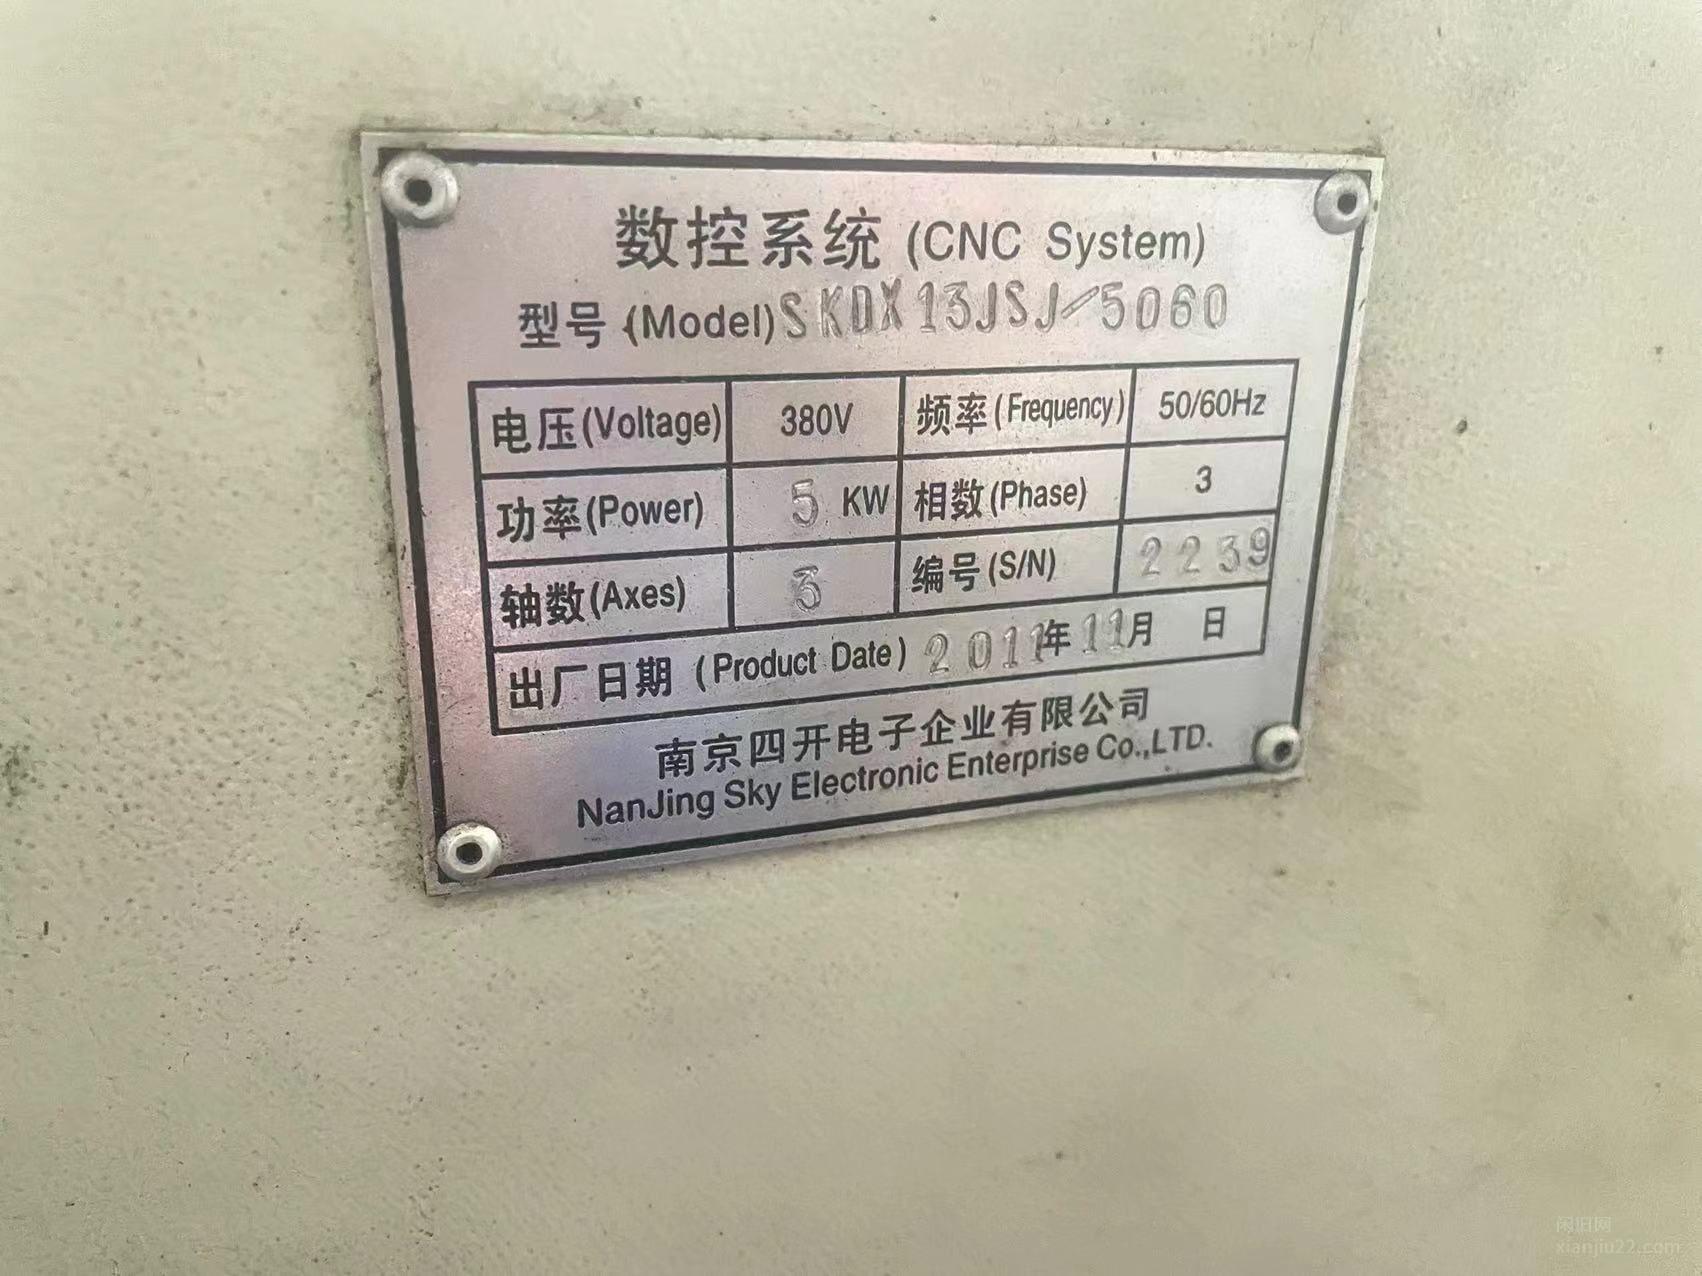 数控系统 (CNC System)
型号 (Model) SKDX13JSJ/5060
电压(Voltage) 380V 频率(Frequency) 50/60Hz
功率(Power) 5 KW 相数(Phase) 3
轴数(Axes) 3 编号(S/N) 2239
出厂日期 (Product Date) 2011年11月 日
南京四开电子企业有限公司
NanJing Sky Electronic Enterprise Co.,LTD.
闲旧网
xianjiu22.com